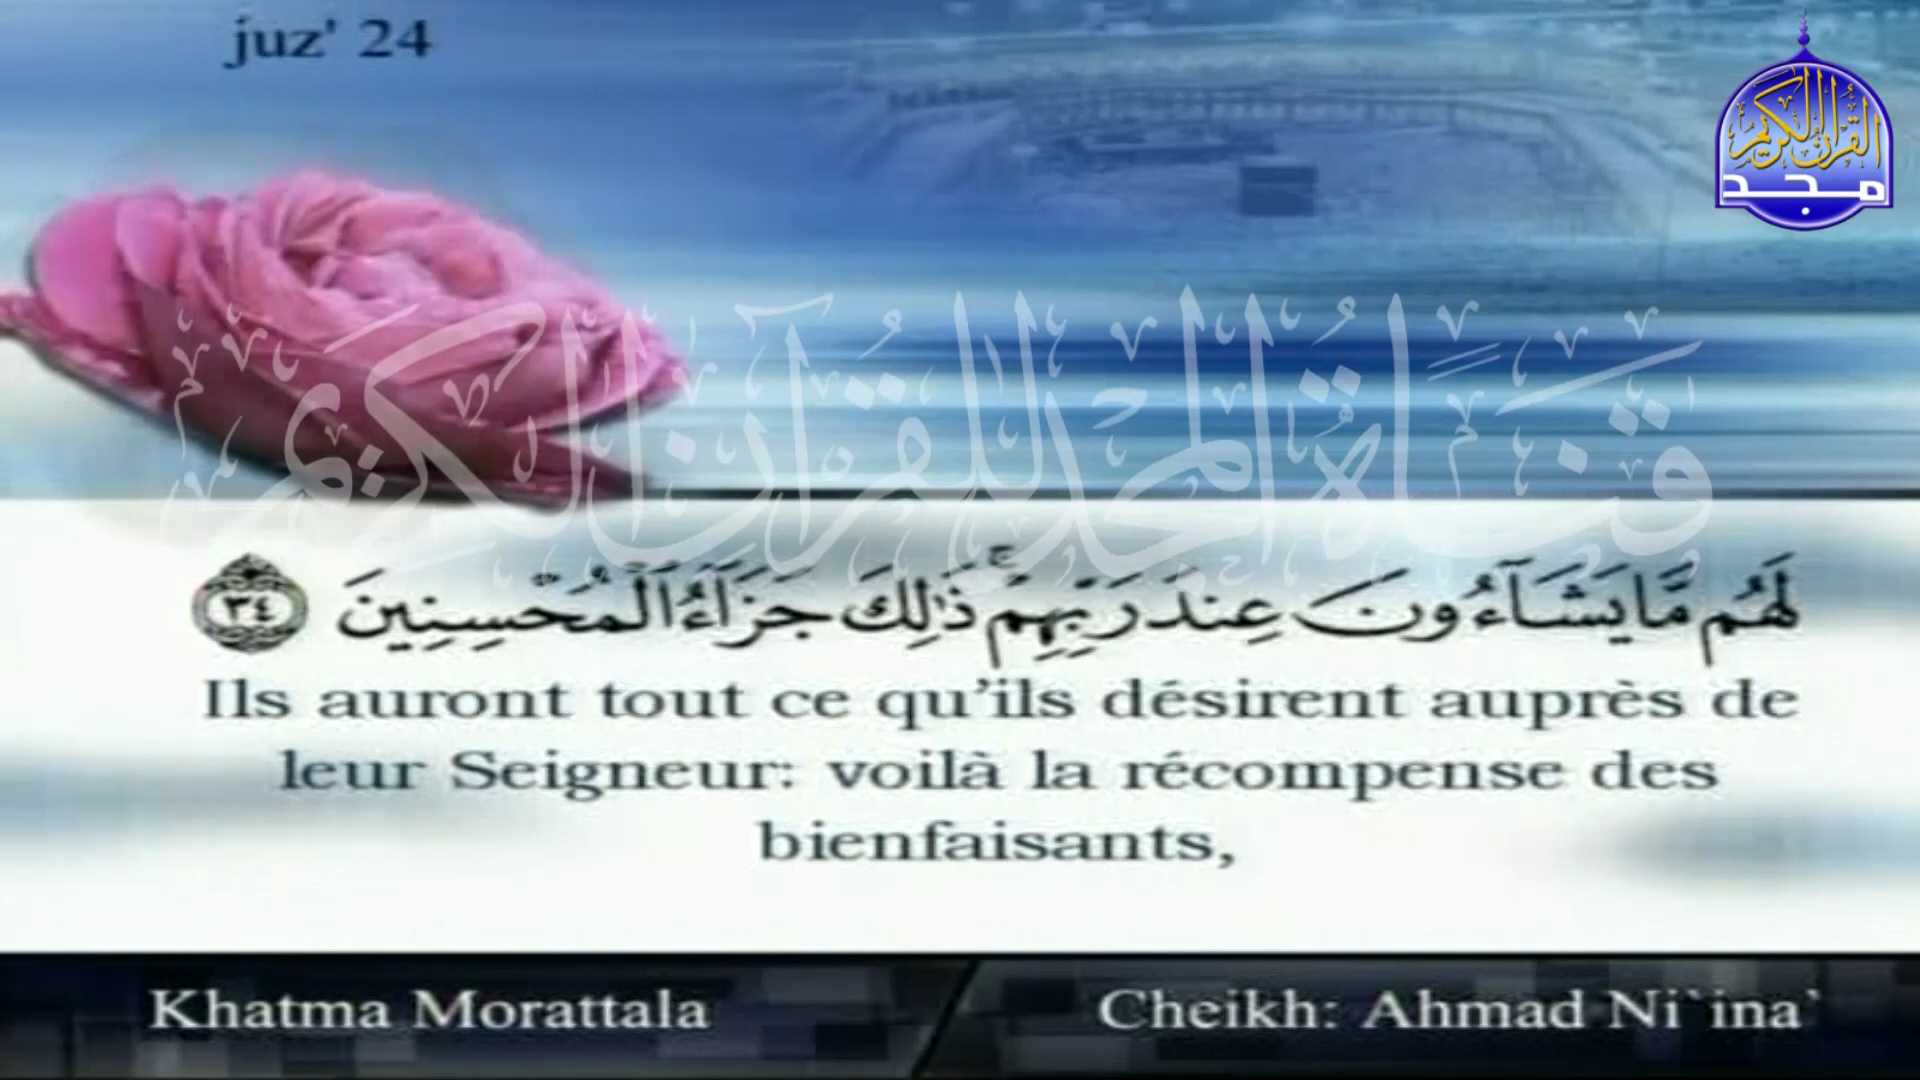 juz' 24
القرآن الكريم
مجد
قناة المجد للقرآن الكريم
لَهُم مَّا يَشَآءُونَ عِندَ رَبِّهِمْ ۚ ذَٰلِكَ جَزَآءُ ٱلْمُحْسِنِينَ ٣٤
Ils auront tout ce qu’ils désirent auprès de
leur Seigneur: voilà la récompense des
bienfaisants,
Khatma Morattala
Cheikh: Ahmad Ni`ina`